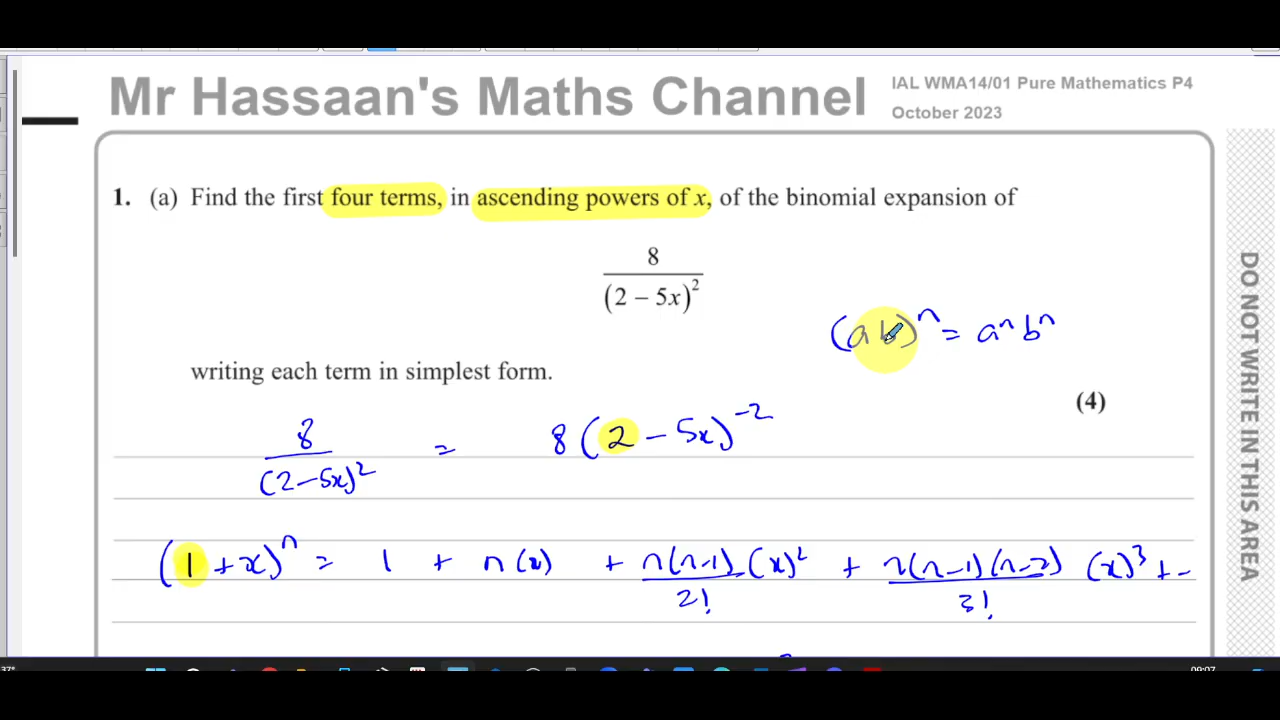 Mr Hassaan's Maths Channel
IAL WMA14/01 Pure Mathematics P4
October 2023
1. (a) Find the first four terms, in ascending powers of x, of the binomial expansion of
8
(2 – 5x)²
(ab)ⁿ = aⁿbⁿ
writing each term in simplest form.
(4)
8/(2-5x)² = 8(2 - 5x)⁻²
(1+x)ⁿ = 1 + n(x) + n(n-1)/2! (x)² + n(n-1)(n-2)/3! (x)³ + -
DO NOT WRITE IN THIS AREA
37°
09:07